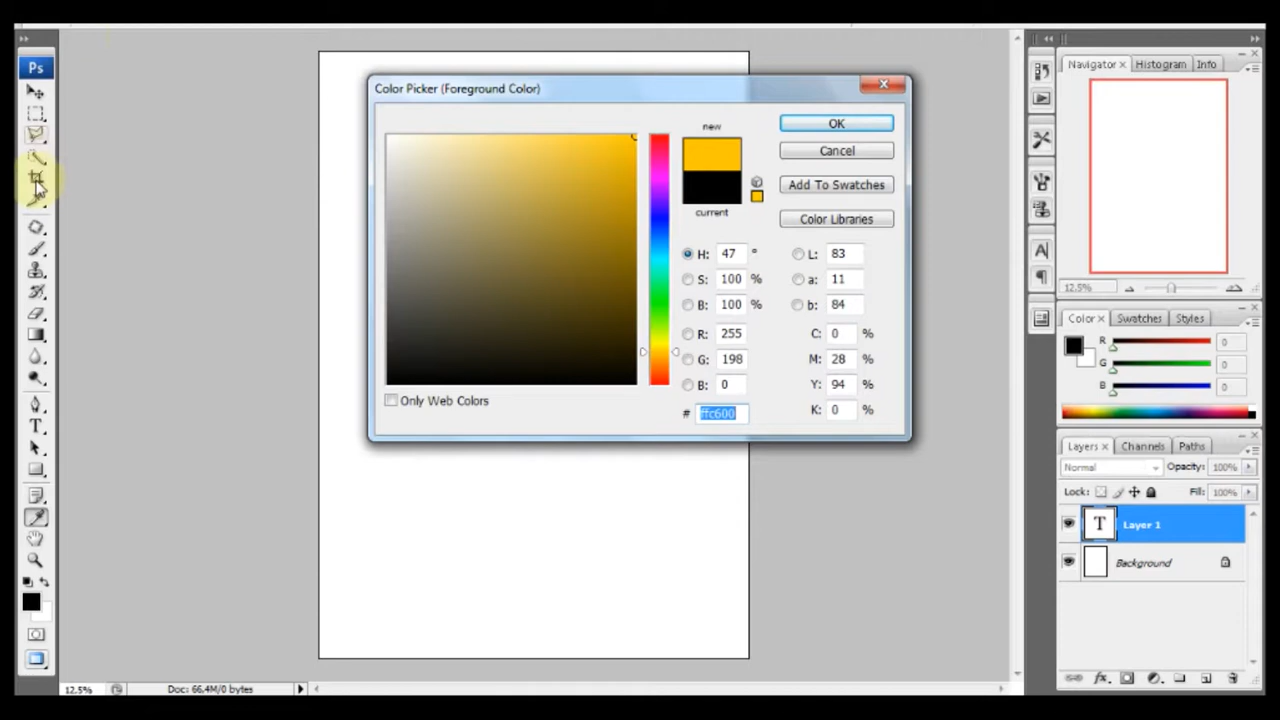 Ps
Color Picker (Foreground Color)
new
current
OK
Cancel
Add To Swatches
Color Libraries
H: 47 °
S: 100 %
B: 100 %
R: 255
G: 198
B: 0
# ffc600
L: 83
a: 11
b: 84
C: 0 %
M: 28 %
Y: 94 %
K: 0 %
Only Web Colors
Navigator × Histogram Info
12.5%
Color × Swatches Styles
R 0
G 0
B 0
Layers × Channels Paths
Normal Opacity: 100%
Lock: Fill: 100%
T Layer 1
Background
fx
A
T
12.5% Doc: 66.4M/0 bytes